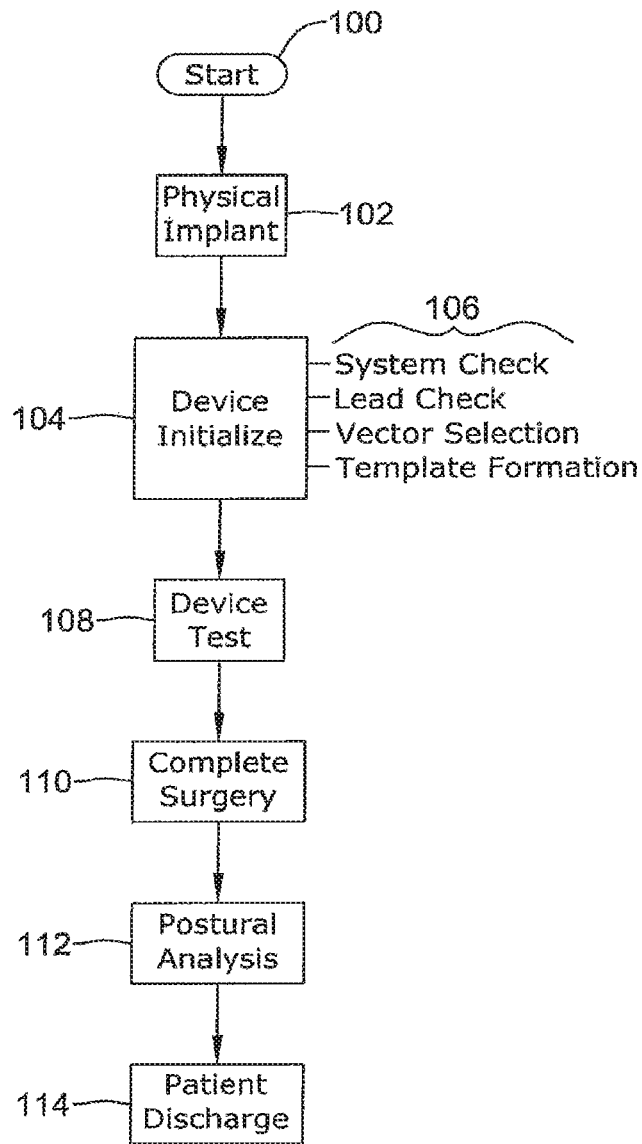 100
Start
Physical
Implant
102
106
System Check
Lead Check
Vector Selection
Template Formation
104
Device
Initialize
108
Device
Test
110
Complete
Surgery
112
Postural
Analysis
114
Patient
Discharge